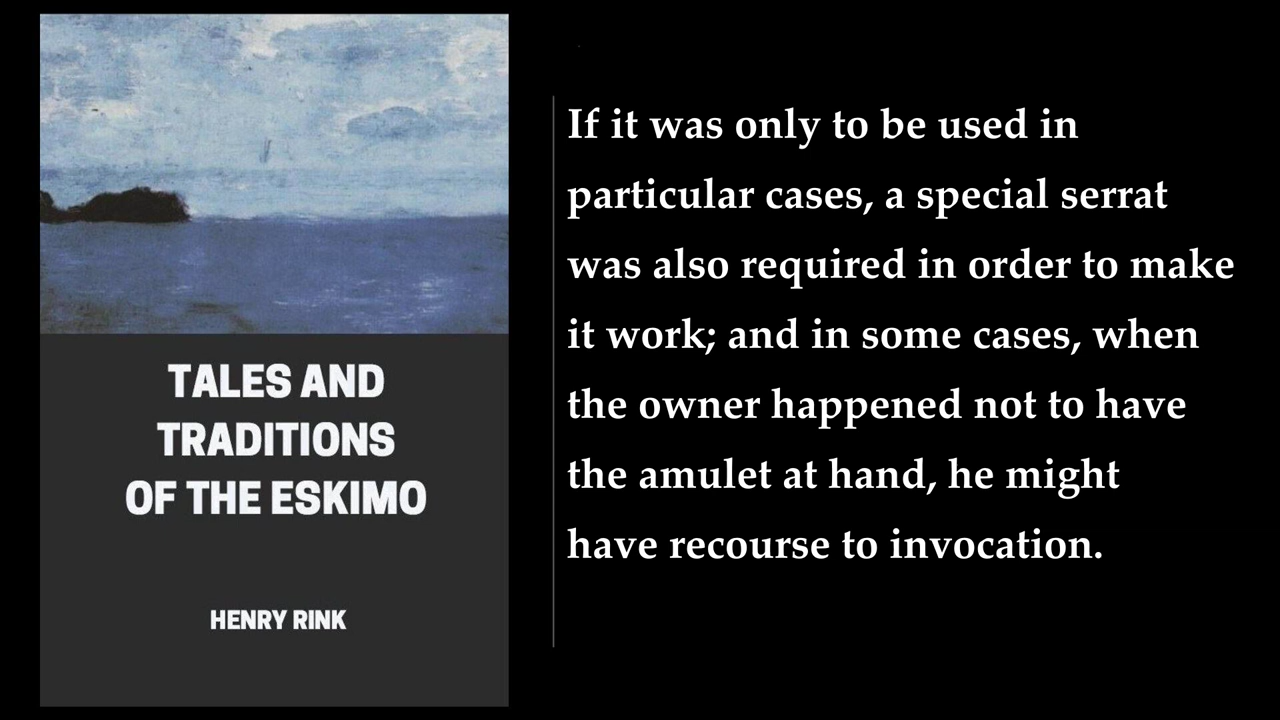 TALES AND
TRADITIONS
OF THE ESKIMO
HENRY RINK
If it was only to be used in
particular cases, a special serrat
was also required in order to make
it work; and in some cases, when
the owner happened not to have
the amulet at hand, he might
have recourse to invocation.